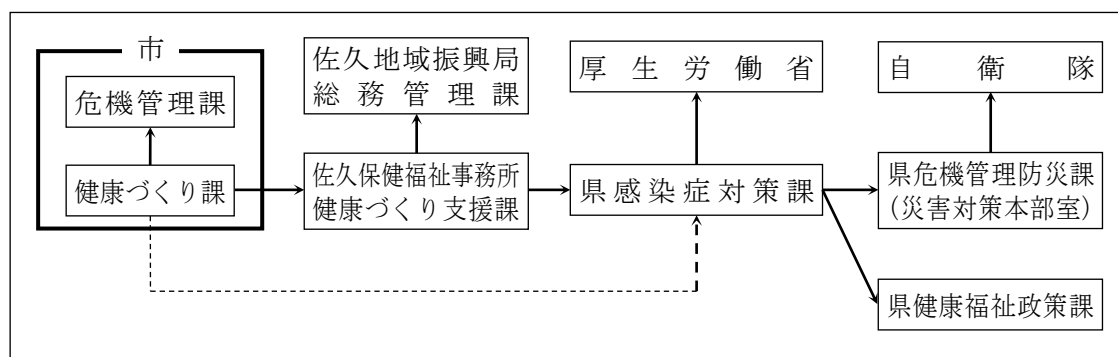 市
危機管理課
健康づくり課
佐久地域振興局
総務管理課
佐久保健福祉事務所
健康づくり支援課
厚生労働省
県感染症対策課
自衛隊
県危機管理防災課
（災害対策本部室）
県健康福祉政策課